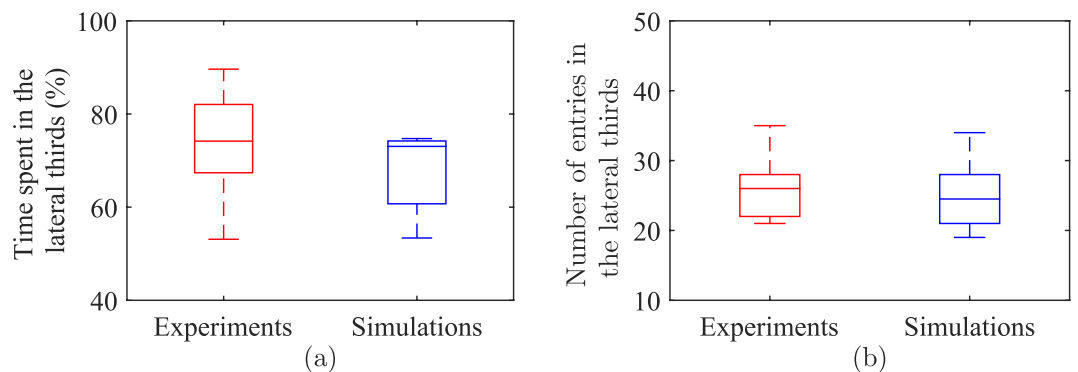 Time spent in the
lateral thirds (%)
100
80
60
40
Experiments
Simulations
(a)
Number of entries in
the lateral thirds
50
40
30
20
10
Experiments
Simulations
(b)